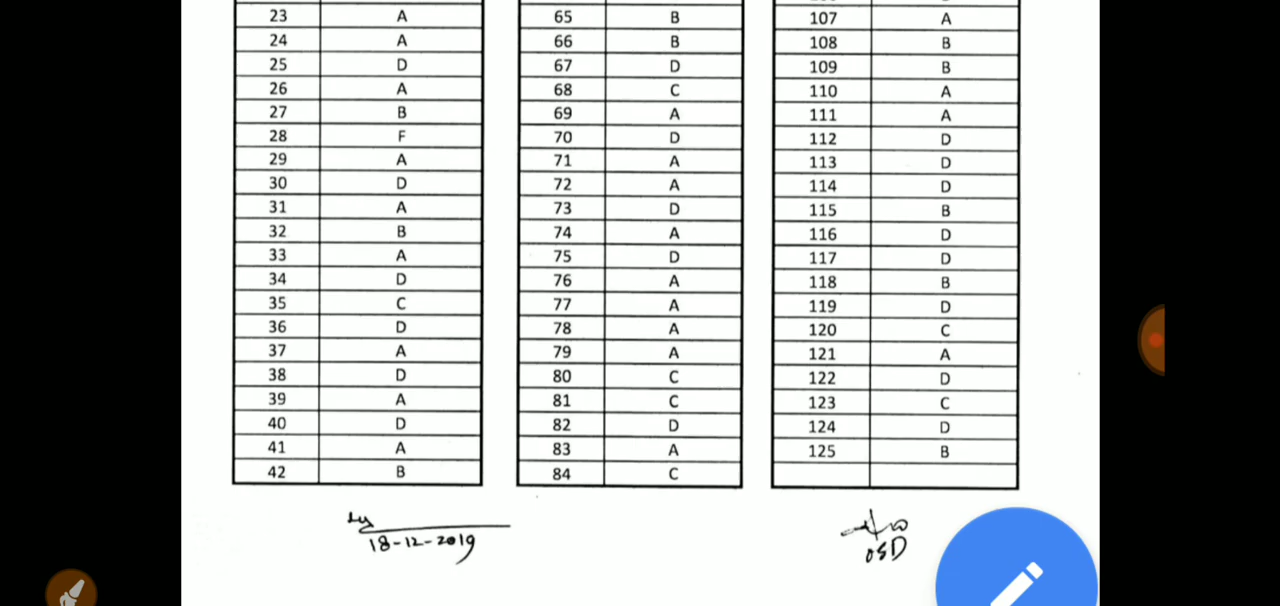 23 A
24 A
25 D
26 A
27 B
28 F
29 A
30 D
31 A
32 B
33 A
34 D
35 C
36 D
37 A
38 D
39 A
40 D
41 A
42 B
65 B
66 B
67 D
68 C
69 A
70 D
71 A
72 A
73 D
74 A
75 D
76 A
77 A
78 A
79 A
80 C
81 C
82 D
83 A
84 C
107 A
108 B
109 B
110 A
111 A
112 D
113 D
114 D
115 B
116 D
117 D
118 B
119 D
120 C
121 A
122 D
123 C
124 D
125 B
18-12-2019
OSD